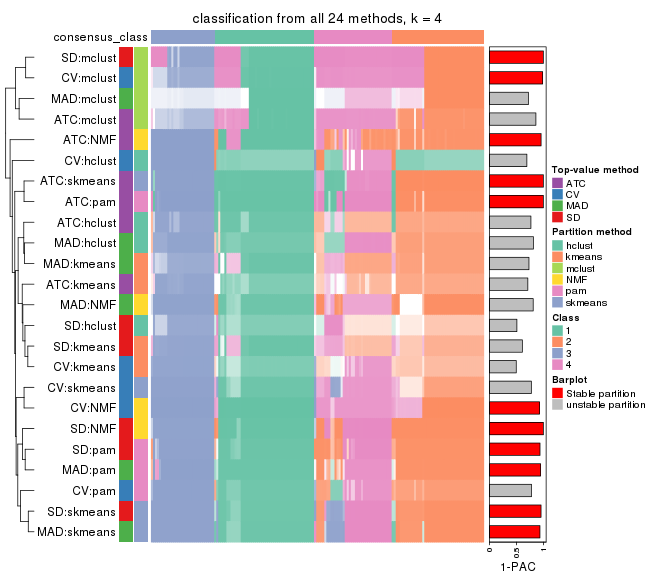 classification from all 24 methods, k = 4
consensus_class
SD:mclust
CV:mclust
MAD:mclust
ATC:mclust
ATC:NMF
CV:hclust
ATC:skmeans
ATC:pam
ATC:hclust
MAD:hclust
MAD:kmeans
ATC:kmeans
MAD:NMF
SD:hclust
SD:kmeans
CV:kmeans
CV:skmeans
CV:NMF
SD:NMF
SD:pam
MAD:pam
CV:pam
SD:skmeans
MAD:skmeans
0
0.5
1
1-PAC
Top-value method
ATC
CV
MAD
SD
Partition method
hclust
kmeans
mclust
NMF
pam
skmeans
Class
1
2
3
4
Barplot
Stable partition
unstable partition